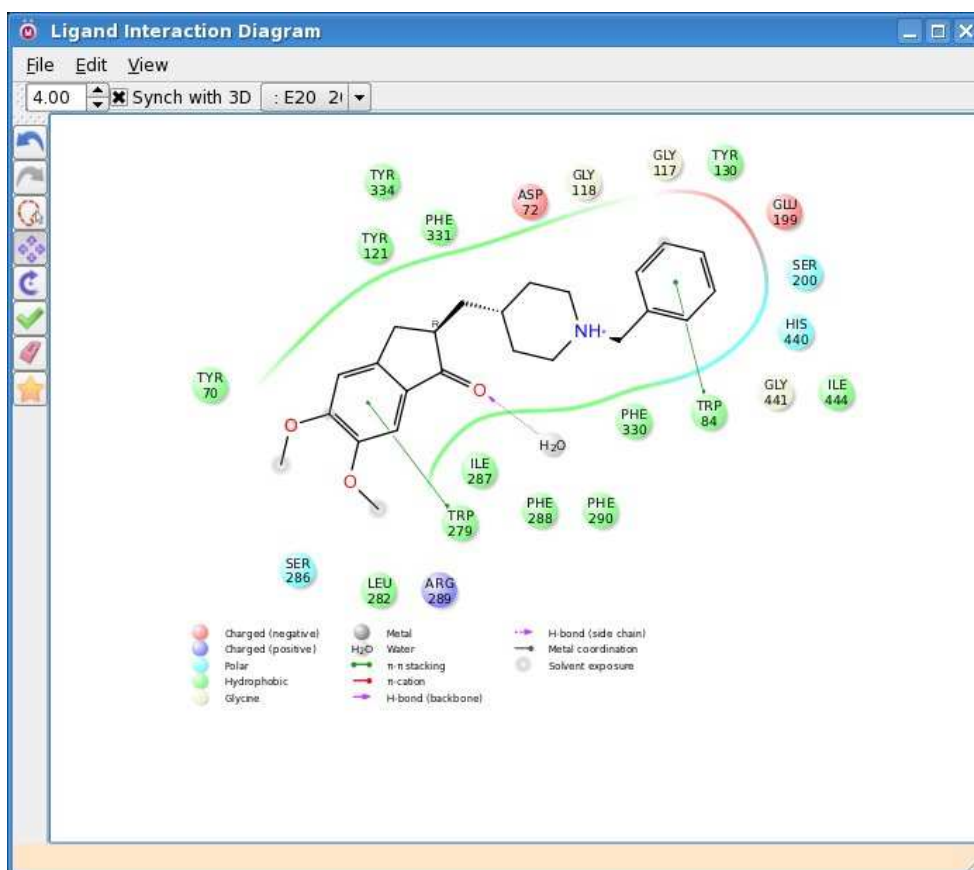 Ligand Interaction Diagram
File Edit View
4.00 Synch with 3D : E20 2
TYR
334
PHE
331
TYR
121
ASP
72
GLY
118
GLY
117
TYR
130
GLU
199
SER
200
HIS
440
GLY
441
ILE
444
TRP
84
PHE
330
TYR
70
R
NH+
O
O
O
H2O
ILE
287
TRP
279
PHE
288
PHE
290
SER
286
LEU
282
ARG
289
Charged (negative)
Charged (positive)
Polar
Hydrophobic
Glycine
Metal
H2O Water
π-π stacking
π-cation
H-bond (backbone)
H-bond (side chain)
Metal coordination
Solvent exposure